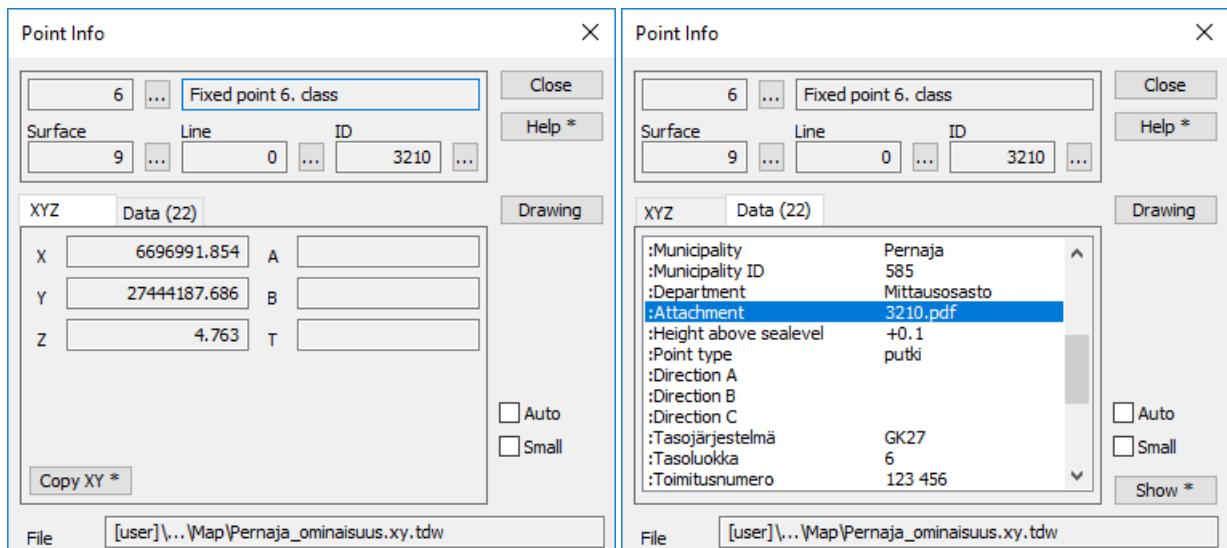 Point Info
6 ... Fixed point 6. class Close
Surface Line ID Help *
9 ... 0 ... 3210 ...
XYZ Data (22) Drawing
X 6696991.854 A
Y 27444187.686 B
Z 4.763 T
Auto
Small
Copy XY *
File [user]\...\Map\Pernaja_ominaisuus.xy.tdw
Point Info
6 ... Fixed point 6. class Close
Surface Line ID Help *
9 ... 0 ... 3210 ...
XYZ Data (22) Drawing
:Municipality Pernaja
:Municipality ID 585
:Department Mittausosasto
:Attachment 3210.pdf
:Height above sealevel +0.1
:Point type putki
:Direction A
:Direction B
:Direction C
:Tasojärjestelmä GK27
:Tasoluokka 6
:Toimitusnumero 123 456
Auto
Small
Show *
File [user]\...\Map\Pernaja_ominaisuus.xy.tdw